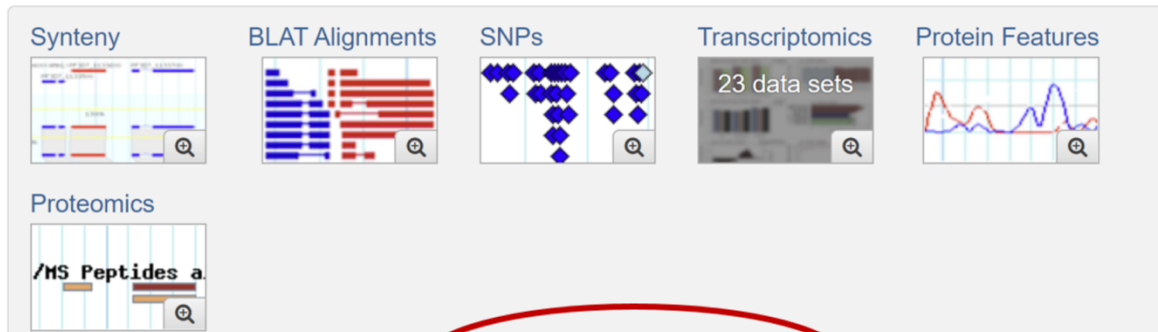 Synteny
BLAT Alignments
SNPs
Transcriptomics
Protein Features
23 data sets
Proteomics
/MS Peptides a